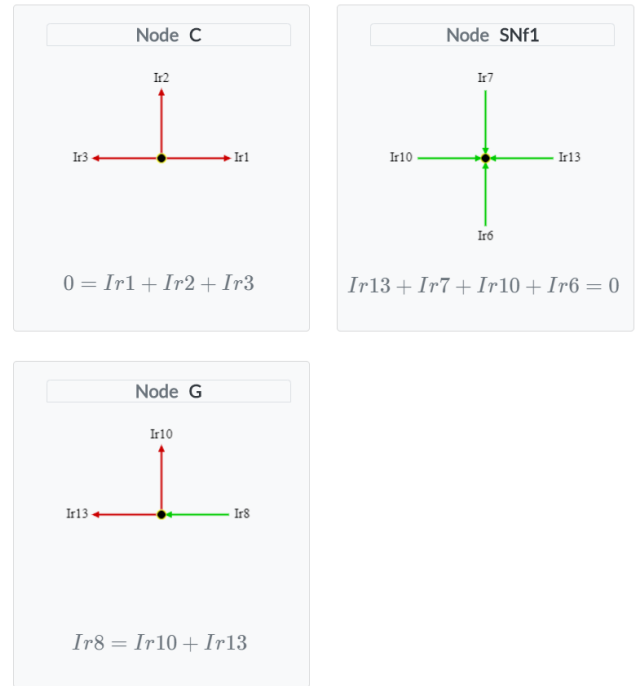 Node C
Ir2
Ir3
Ir1
0 = Ir1 + Ir2 + Ir3
Node SNf1
Ir7
Ir10
Ir13
Ir6
Ir13 + Ir7 + Ir10 + Ir6 = 0
Node G
Ir10
Ir13
Ir8
Ir8 = Ir10 + Ir13